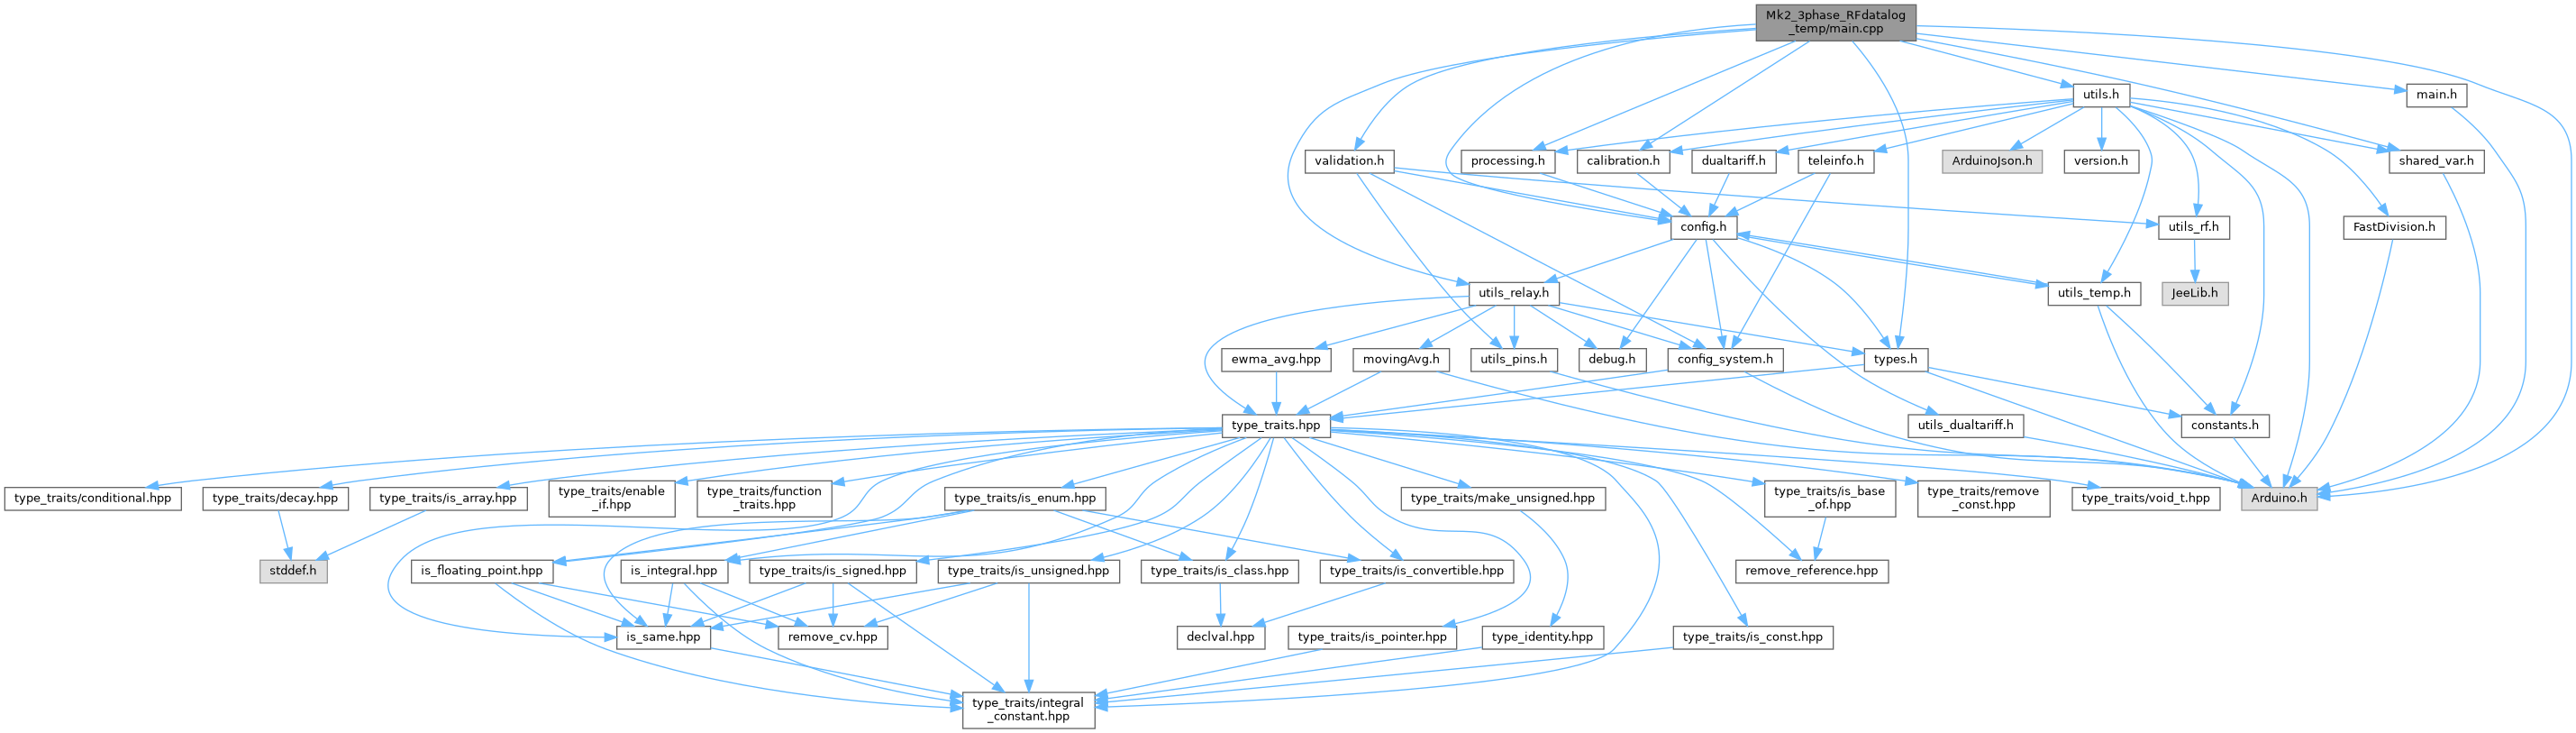 Mk2_3phase_RFdatalog
_temp/main.cpp
utils.h
main.h
validation.h
processing.h
calibration.h
dualtariff.h
teleinfo.h
ArduinoJson.h
version.h
shared_var.h
config.h
utils_rf.h
FastDivision.h
utils_relay.h
utils_temp.h
JeeLib.h
ewma_avg.hpp
movingAvg.h
utils_pins.h
debug.h
config_system.h
types.h
type_traits.hpp
utils_dualtariff.h
constants.h
type_traits/conditional.hpp
type_traits/decay.hpp
type_traits/is_array.hpp
type_traits/enable
_if.hpp
type_traits/function
_traits.hpp
type_traits/is_enum.hpp
type_traits/make_unsigned.hpp
type_traits/is_base
_of.hpp
type_traits/remove
_const.hpp
type_traits/void_t.hpp
Arduino.h
stddef.h
is_floating_point.hpp
is_integral.hpp
type_traits/is_signed.hpp
type_traits/is_unsigned.hpp
type_traits/is_class.hpp
type_traits/is_convertible.hpp
remove_reference.hpp
is_same.hpp
remove_cv.hpp
declval.hpp
type_traits/is_pointer.hpp
type_identity.hpp
type_traits/is_const.hpp
type_traits/integral
_constant.hpp